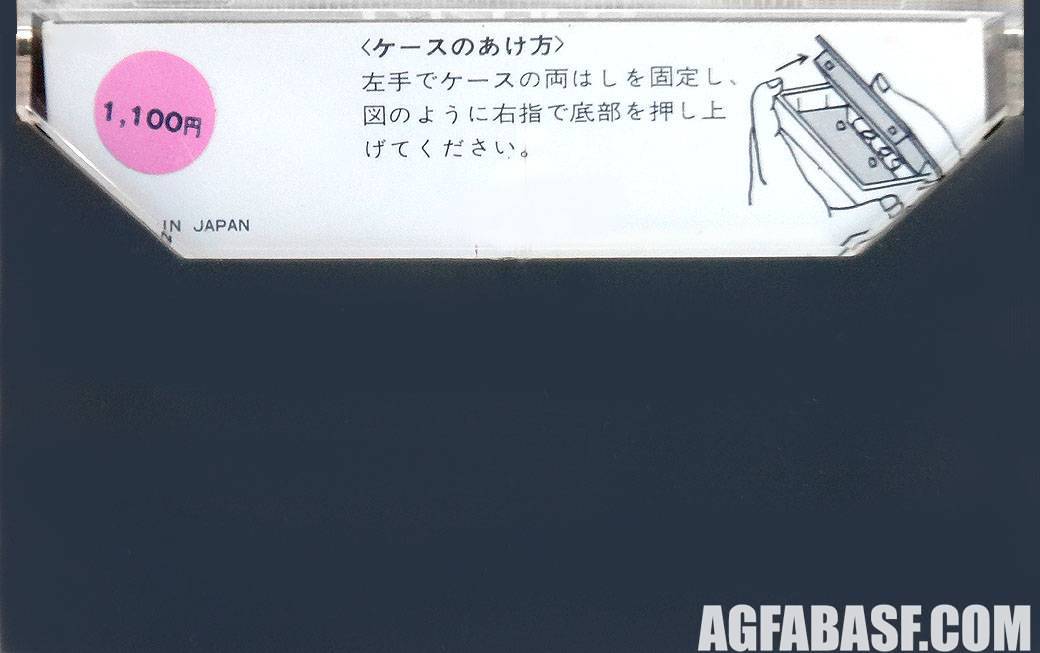 1,100円
〈ケースのあけ方〉
左手でケースの両はしを固定し、
図のように右指で底部を押し上
げてください。
IN JAPAN
N
AGFABASF.COM